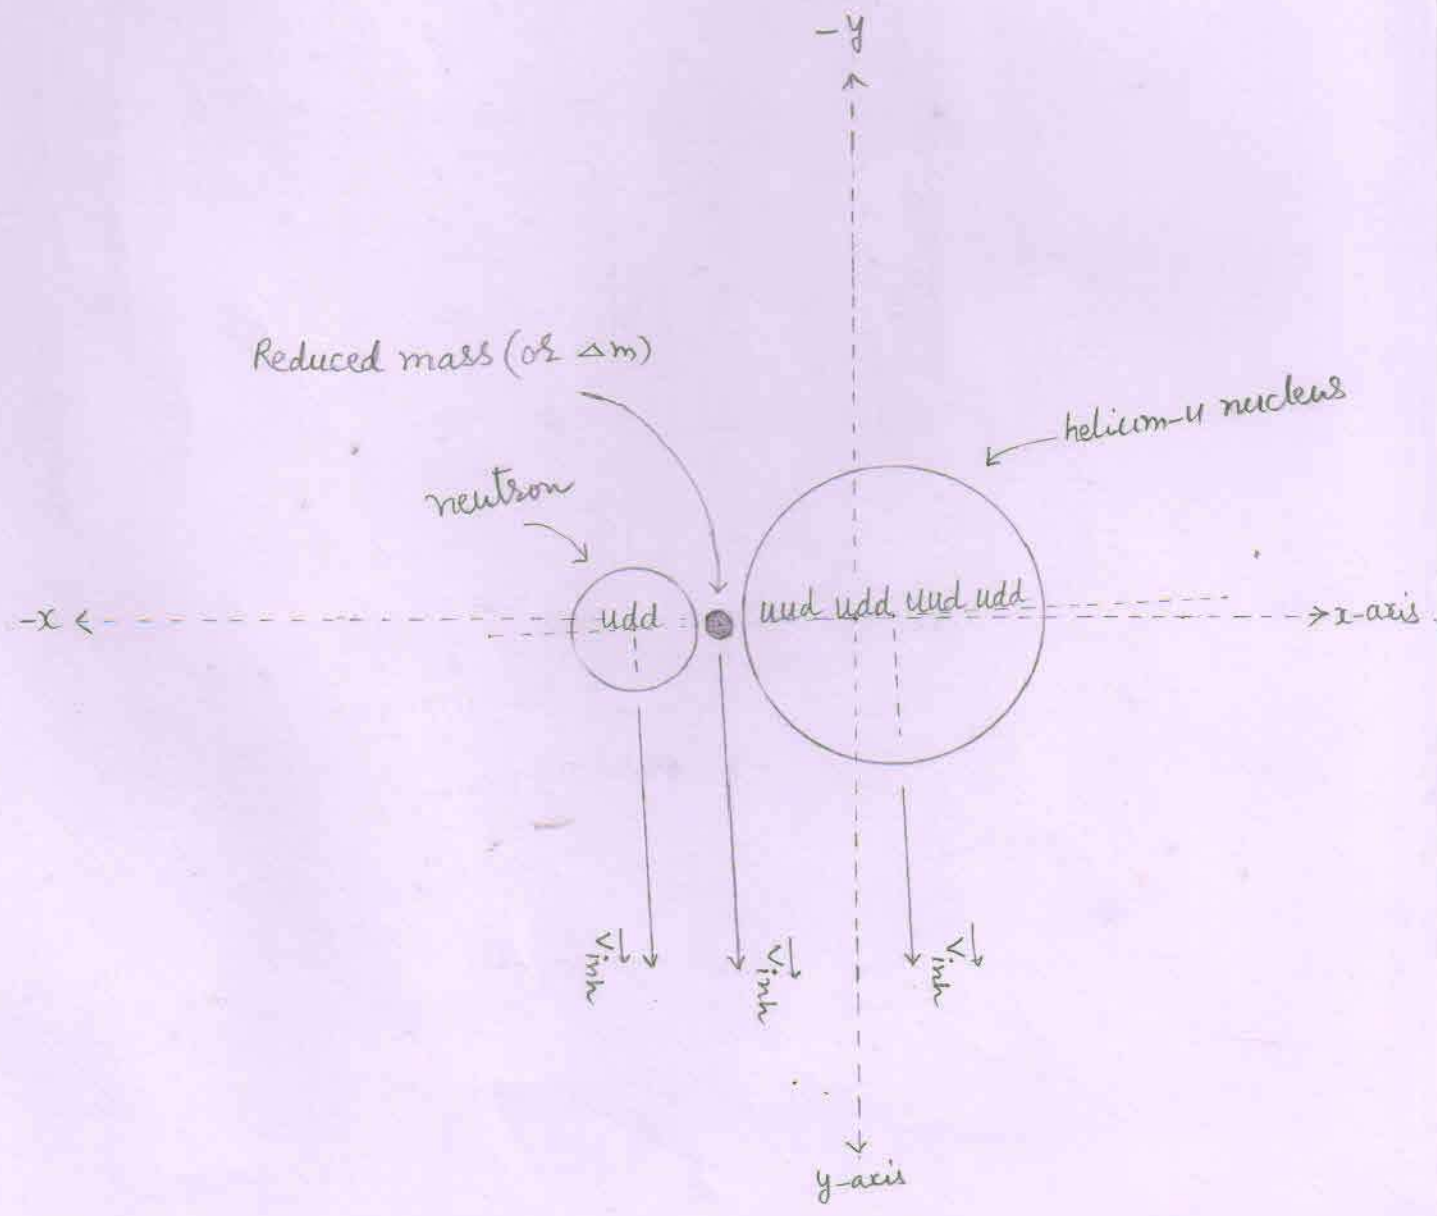 -y
Reduced mass (or Δm)
helium-4 nucleus
neutron
-x
udd
uud udd uud udd
x-axis
V↓inh
V↓inh
V↓inh
y-axis